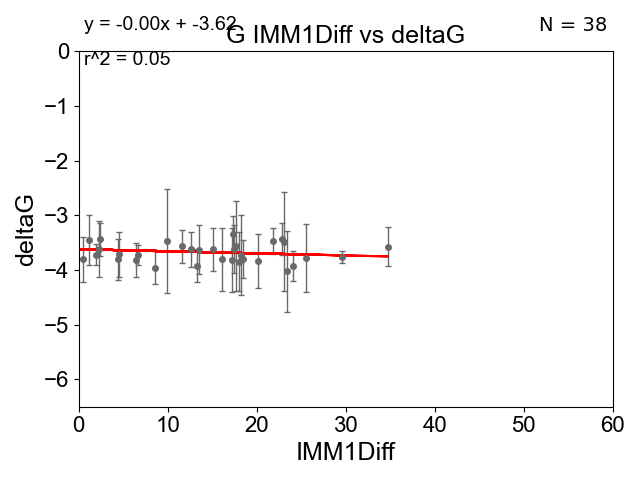 y = -0.00x + -3.62
N = 38
G IMM1Diff vs deltaG
r^2 = 0.05
0
−1
−2
−3
−4
−5
−6
deltaG
0 10 20 30 40 50 60
IMM1Diff